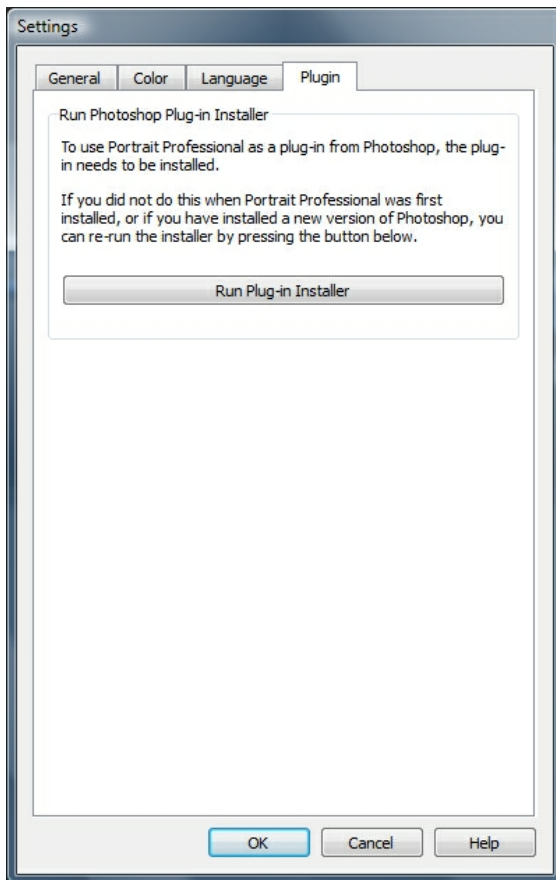 Settings
General Color Language Plugin
Run Photoshop Plug-in Installer
To use Portrait Professional as a plug-in from Photoshop, the plug-
in needs to be installed.
If you did not do this when Portrait Professional was first
installed, or if you have installed a new version of Photoshop, you
can re-run the installer by pressing the button below.
Run Plug-in Installer
OK Cancel Help